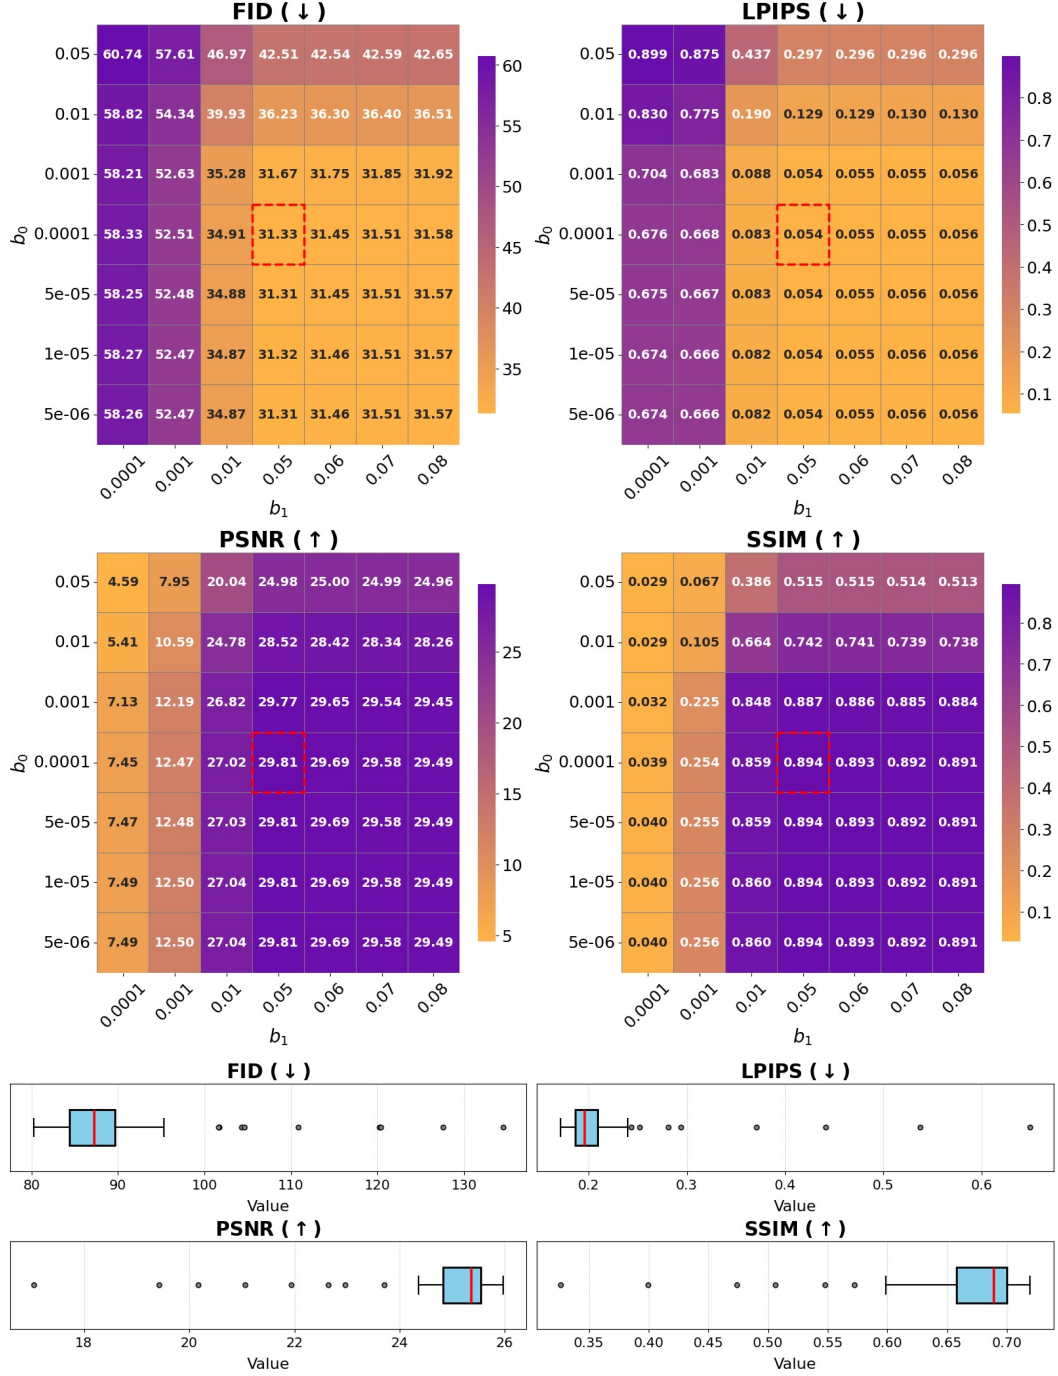 FID (↓)
0.05 60.74 57.61 46.97 42.51 42.54 42.59 42.65
0.01 58.82 54.34 39.93 36.23 36.30 36.40 36.51
0.001 58.21 52.63 35.28 31.67 31.75 31.85 31.92
0.0001 58.33 52.51 34.91 31.33 31.45 31.51 31.58
5e-05 58.25 52.48 34.88 31.31 31.45 31.51 31.57
1e-05 58.27 52.47 34.87 31.32 31.46 31.51 31.57
5e-06 58.26 52.47 34.87 31.31 31.46 31.51 31.57
b₀
0.0001 0.001 0.01 0.05 0.06 0.07 0.08
b₁
60
55
50
45
40
35
LPIPS (↓)
0.05 0.899 0.875 0.437 0.297 0.296 0.296 0.296
0.01 0.830 0.775 0.190 0.129 0.129 0.130 0.130
0.001 0.704 0.683 0.088 0.054 0.055 0.055 0.056
0.0001 0.676 0.668 0.083 0.054 0.055 0.055 0.056
5e-05 0.675 0.667 0.083 0.054 0.055 0.056 0.056
1e-05 0.674 0.666 0.082 0.054 0.055 0.056 0.056
5e-06 0.674 0.666 0.082 0.054 0.055 0.056 0.056
b₀
0.0001 0.001 0.01 0.05 0.06 0.07 0.08
b₁
0.8
0.7
0.6
0.5
0.4
0.3
0.2
0.1
PSNR (↑)
0.05 4.59 7.95 20.04 24.98 25.00 24.99 24.96
0.01 5.41 10.59 24.78 28.52 28.42 28.34 28.26
0.001 7.13 12.19 26.82 29.77 29.65 29.54 29.45
0.0001 7.45 12.47 27.02 29.81 29.69 29.58 29.49
5e-05 7.47 12.48 27.03 29.81 29.69 29.58 29.49
1e-05 7.49 12.50 27.04 29.81 29.69 29.58 29.49
5e-06 7.49 12.50 27.04 29.81 29.69 29.58 29.49
b₀
0.0001 0.001 0.01 0.05 0.06 0.07 0.08
b₁
25
20
15
10
5
SSIM (↑)
0.05 0.029 0.067 0.386 0.515 0.515 0.514 0.513
0.01 0.029 0.105 0.664 0.742 0.741 0.739 0.738
0.001 0.032 0.225 0.848 0.887 0.886 0.885 0.884
0.0001 0.039 0.254 0.859 0.894 0.893 0.892 0.891
5e-05 0.040 0.255 0.859 0.894 0.893 0.892 0.891
1e-05 0.040 0.256 0.860 0.894 0.893 0.892 0.891
5e-06 0.040 0.256 0.860 0.894 0.893 0.892 0.891
b₀
0.0001 0.001 0.01 0.05 0.06 0.07 0.08
b₁
0.8
0.7
0.6
0.5
0.4
0.3
0.2
0.1
FID (↓)
80 90 100 110 120 130
Value
LPIPS (↓)
0.2 0.3 0.4 0.5 0.6
Value
PSNR (↑)
18 20 22 24 26
Value
SSIM (↑)
0.35 0.40 0.45 0.50 0.55 0.60 0.65 0.70
Value